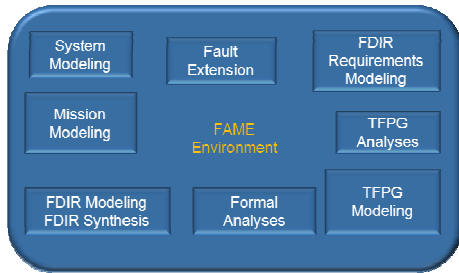 System
Modeling
Fault
Extension
FDIR
Requirements
Modeling
Mission
Modeling
FAME
Environment
TFPG
Analyses
FDIR Modeling
FDIR Synthesis
Formal
Analyses
TFPG
Modeling